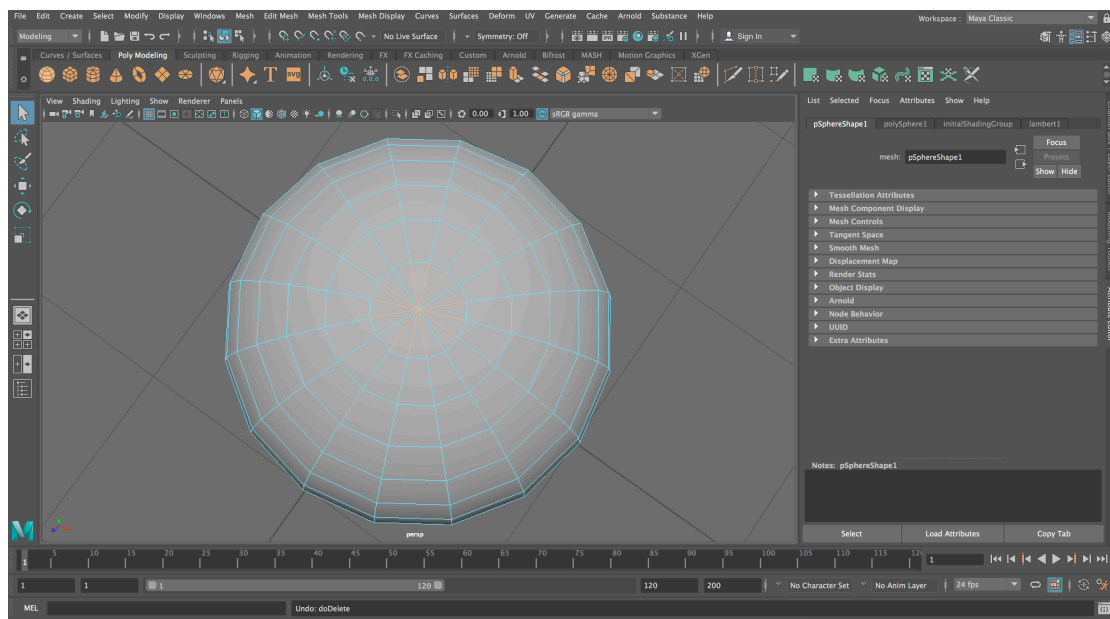 File Edit Create Select Modify Display Windows Mesh Edit Mesh Mesh Tools Mesh Display Curves Surfaces Deform UV Generate Cache Arnold Substance Help Workspace : Maya Classic
Modeling No Live Surface Symmetry: Off Sign In
Curves / Surfaces Poly Modeling Sculpting Rigging Animation Rendering FX FX Caching Custom Arnold Bifrost MASH Motion Graphics XGen
SVG
0,0,0
View Shading Lighting Show Renderer Panels
0.00 1.00 sRGB gamma
List Selected Focus Attributes Show Help
pSphereShape1 polySphere1 initialShadingGroup lambert1
Focus
mesh: pSphereShape1 Presets
Show Hide
Tessellation Attributes
Mesh Component Display
Mesh Controls
Tangent Space
Smooth Mesh
Displacement Map
Render Stats
Object Display
Arnold
Node Behavior
UUID
Extra Attributes
Notes: pSphereShape1
persp
Select Load Attributes Copy Tab
1 5 10 15 20 25 30 35 40 45 50 55 60 65 70 75 80 85 90 95 100 105 110 115 1
1 1 1 120 120 200 No Character Set No Anim Layer 24 fps
MEL Undo: doDelete